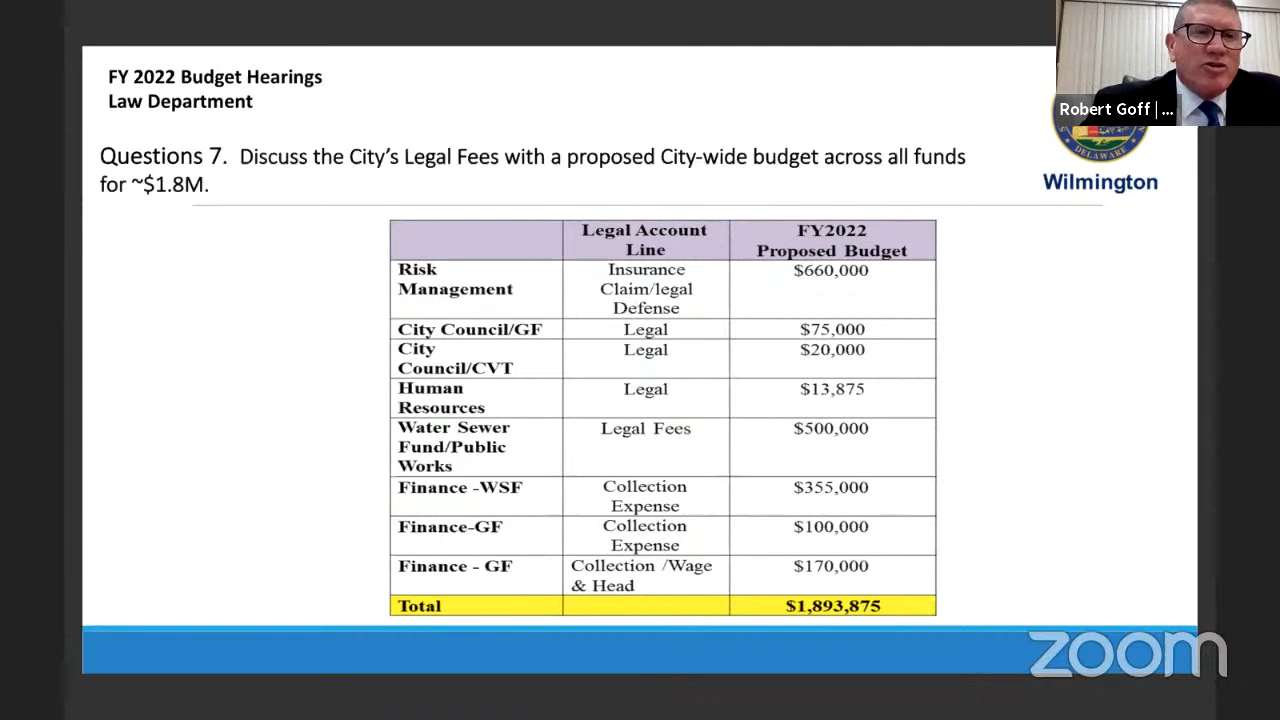 Robert Goff | ...
FY 2022 Budget Hearings
Law Department
Questions 7. Discuss the City's Legal Fees with a proposed City-wide budget across all funds
for ~$1.8M.
DELAWARE
Wilmington
Legal Account
Line
FY2022
Proposed Budget
Risk
Management
Insurance
Claim/legal
Defense
$660,000
City Council/GF
Legal
$75,000
City
Council/CVT
Legal
$20,000
Human
Resources
Legal
$13,875
Water Sewer
Fund/Public
Works
Legal Fees
$500,000
Finance -WSF
Collection
Expense
$355,000
Finance-GF
Collection
Expense
$100,000
Finance - GF
Collection /Wage
& Head
$170,000
Total
$1,893,875
zoom